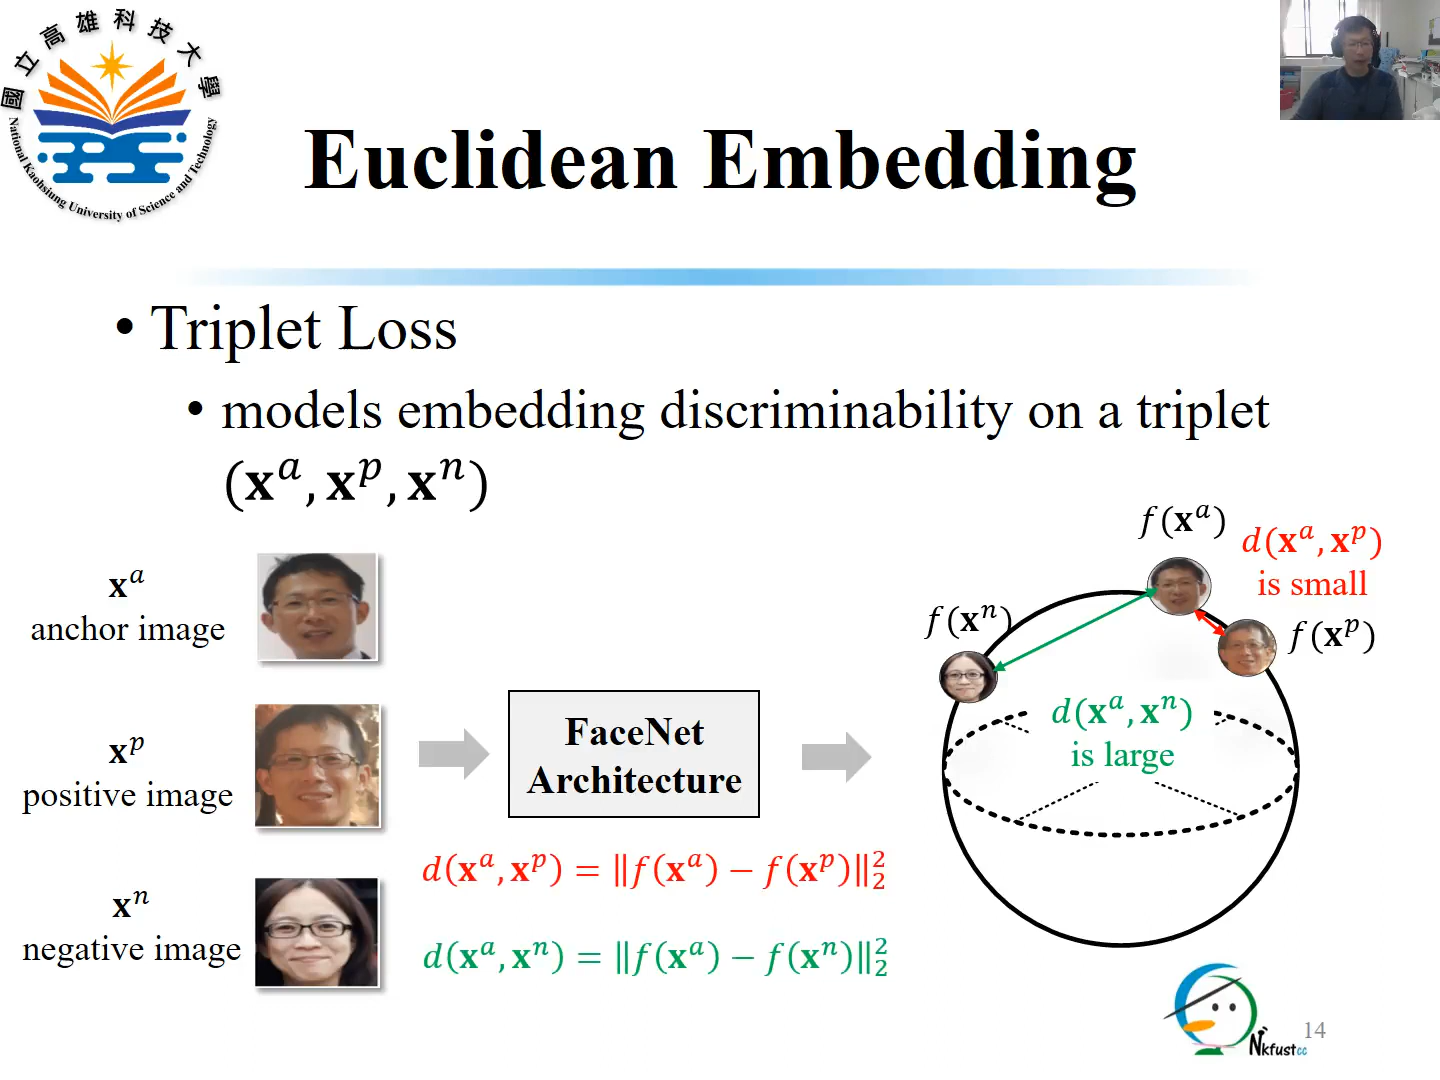 國立高雄科技大學
National Kaohsiung University of Science and Technology
Euclidean Embedding
• Triplet Loss
• models embedding discriminability on a triplet
(𝐱ᵃ, 𝐱ᵖ, 𝐱ⁿ)
𝐱ᵃ
anchor image
𝐱ᵖ
positive image
𝐱ⁿ
negative image
FaceNet
Architecture
d(𝐱ᵃ, 𝐱ᵖ) = ‖f(𝐱ᵃ) − f(𝐱ᵖ)‖₂²
d(𝐱ᵃ, 𝐱ⁿ) = ‖f(𝐱ᵃ) − f(𝐱ⁿ)‖₂²
f(𝐱ᵃ)
d(𝐱ᵃ, 𝐱ᵖ)
is small
f(𝐱ⁿ)
f(𝐱ᵖ)
d(𝐱ᵃ, 𝐱ⁿ)
is large
Nkfustcc
14